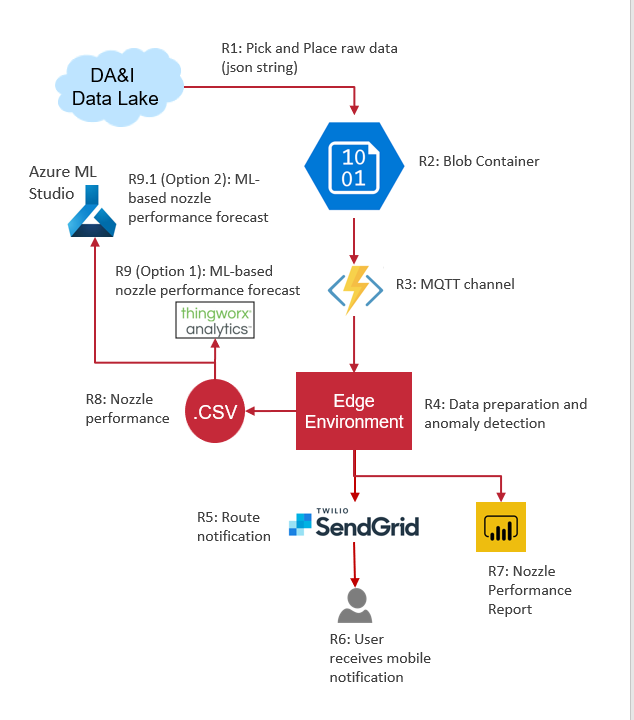 R1: Pick and Place raw data
(json string)
DA&I
Data Lake
10
01
R2: Blob Container
Azure ML
Studio
R9.1 (Option 2): ML-
based nozzle
performance forecast
R9 (Option 1): ML-based
nozzle performance forecast
thingworx®
analytics™
R3: MQTT channel
R8: Nozzle
performance
.CSV
Edge
Environment
R4: Data preparation and
anomaly detection
R5: Route
notification
TWILIO
SendGrid
R7: Nozzle
Performance
Report
R6: User
receives mobile
notification